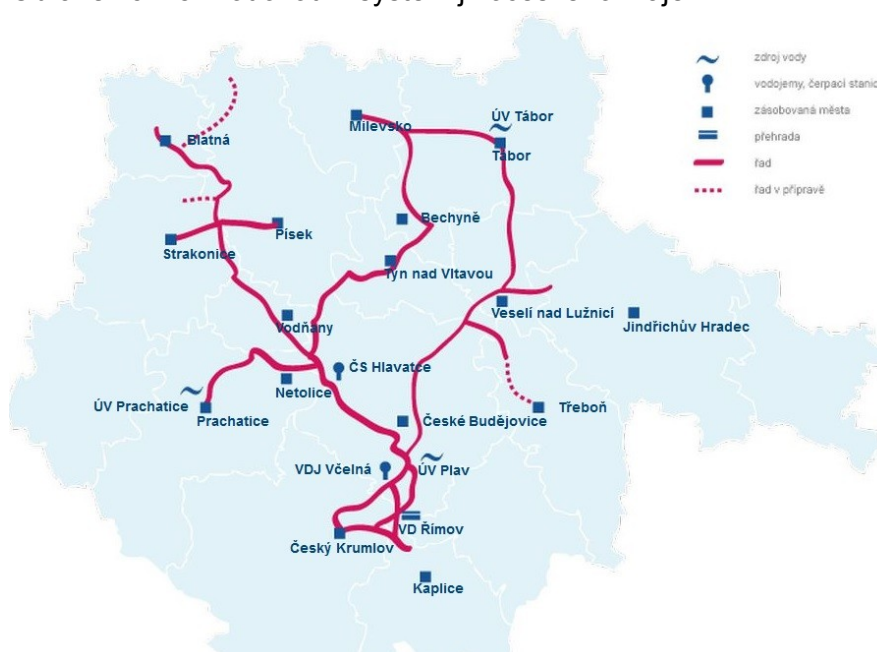 zdroj vody
vodojemy, čerpací stanic
zásobovaná města
přehrada
řad
řad v přípravě
Milevsko
ÚV Tábor
Tábor
Blatná
Bechyně
Písek
Strakonice
Týn nad Vltavou
Veselí nad Lužnicí
Jindřichův Hradec
Vodňany
ČS Hlavatce
Netolice
ÚV Prachatice
Prachatice
České Budějovice
Třeboň
VDJ Včelná
ÚV Plav
VD Římov
Český Krumlov
Kaplice